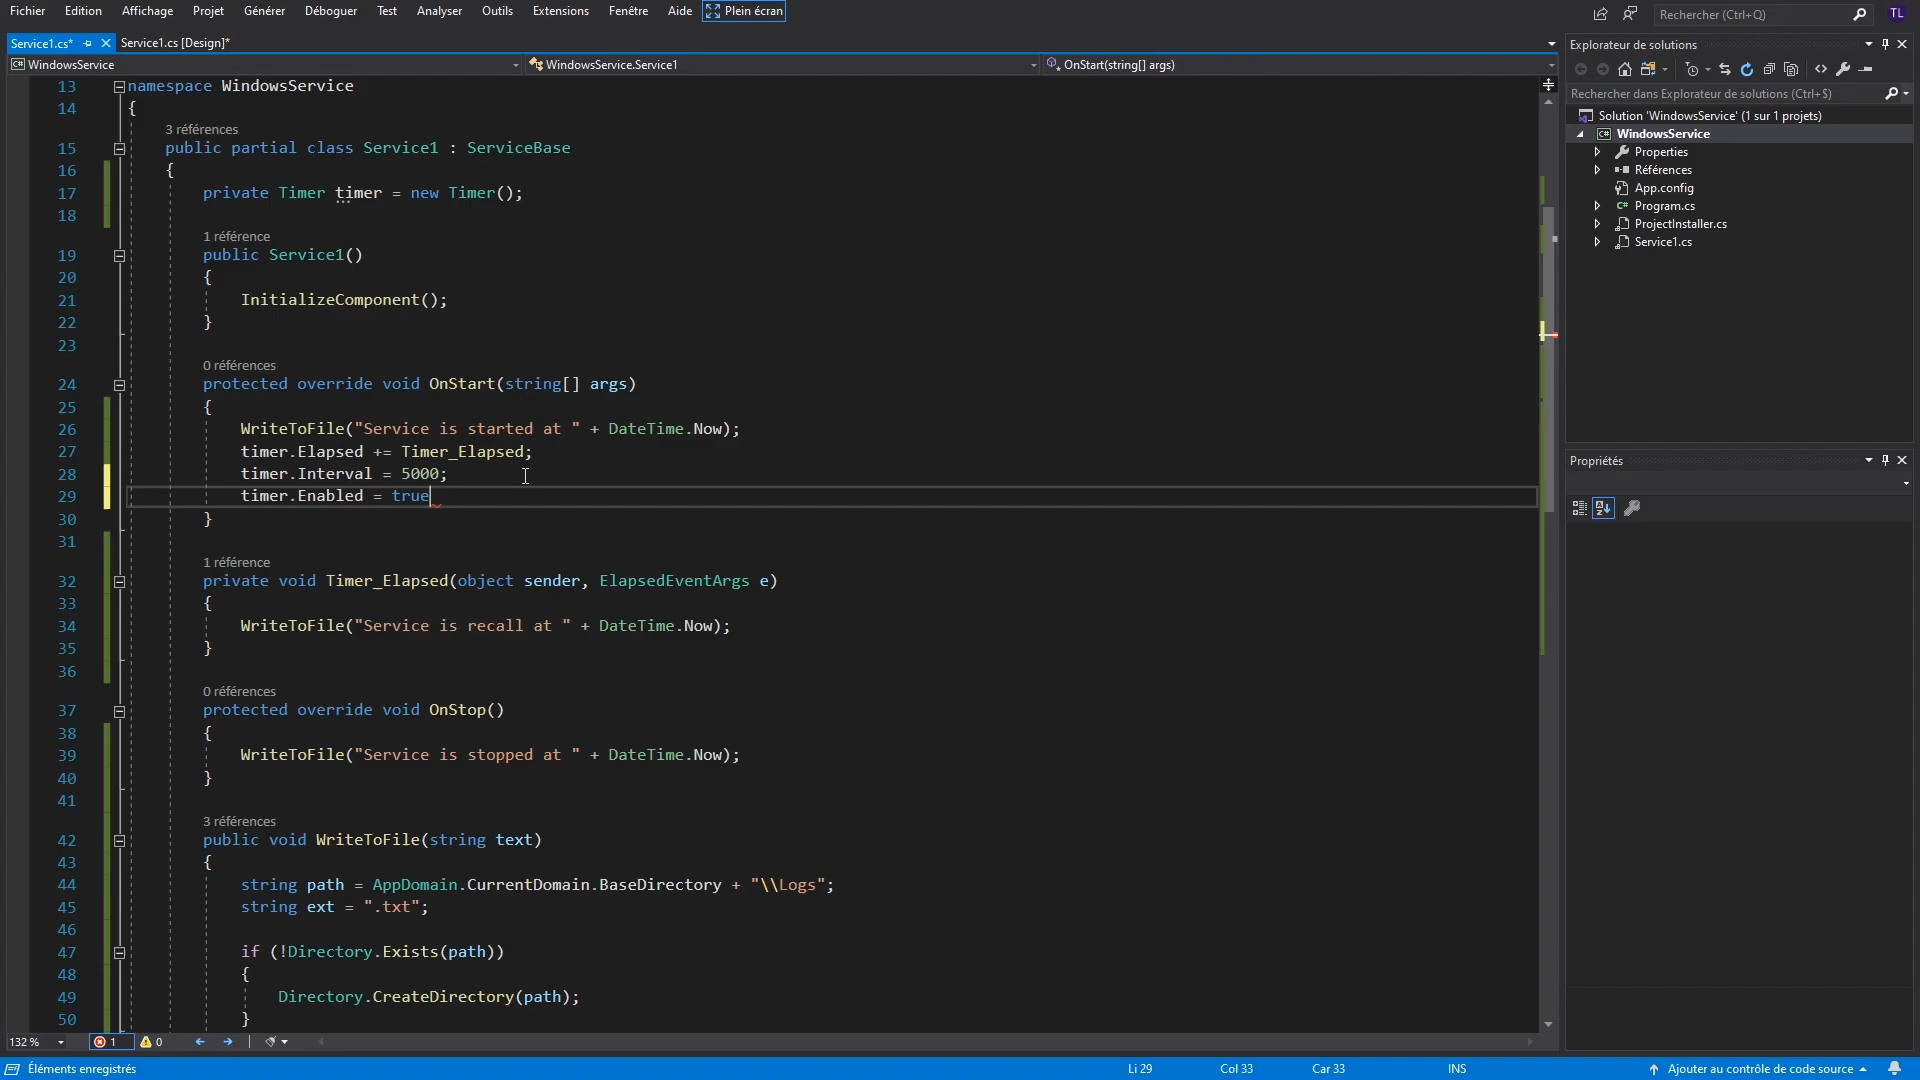 Fichier Edition Affichage Projet Générer Déboguer Test Analyser Outils Extensions Fenêtre Aide Plein écran Rechercher (Ctrl+Q) TL
Service1.cs* Service1.cs [Design]*
WindowsService WindowsService.Service1 OnStart(string[] args)
13 namespace WindowsService
14 {
3 références
15 public partial class Service1 : ServiceBase
16 {
17 private Timer timer = new Timer();
18
1 référence
19 public Service1()
20 {
21 InitializeComponent();
22 }
23
0 références
24 protected override void OnStart(string[] args)
25 {
26 WriteToFile("Service is started at " + DateTime.Now);
27 timer.Elapsed += Timer_Elapsed;
28 timer.Interval = 5000;
29 timer.Enabled = true
30 }
31
1 référence
32 private void Timer_Elapsed(object sender, ElapsedEventArgs e)
33 {
34 WriteToFile("Service is recall at " + DateTime.Now);
35 }
36
0 références
37 protected override void OnStop()
38 {
39 WriteToFile("Service is stopped at " + DateTime.Now);
40 }
41
3 références
42 public void WriteToFile(string text)
43 {
44 string path = AppDomain.CurrentDomain.BaseDirectory + "\\Logs";
45 string ext = ".txt";
46
47 if (!Directory.Exists(path))
48 {
49 Directory.CreateDirectory(path);
50 }
132 % 1 0
Éléments enregistrés Li 29 Col 33 Car 33 INS Ajouter au contrôle de code source
Explorateur de solutions
Rechercher dans Explorateur de solutions (Ctrl+$)
Solution 'WindowsService' (1 sur 1 projets)
C# WindowsService
Properties
Références
App.config
C# Program.cs
ProjectInstaller.cs
Service1.cs
Propriétés